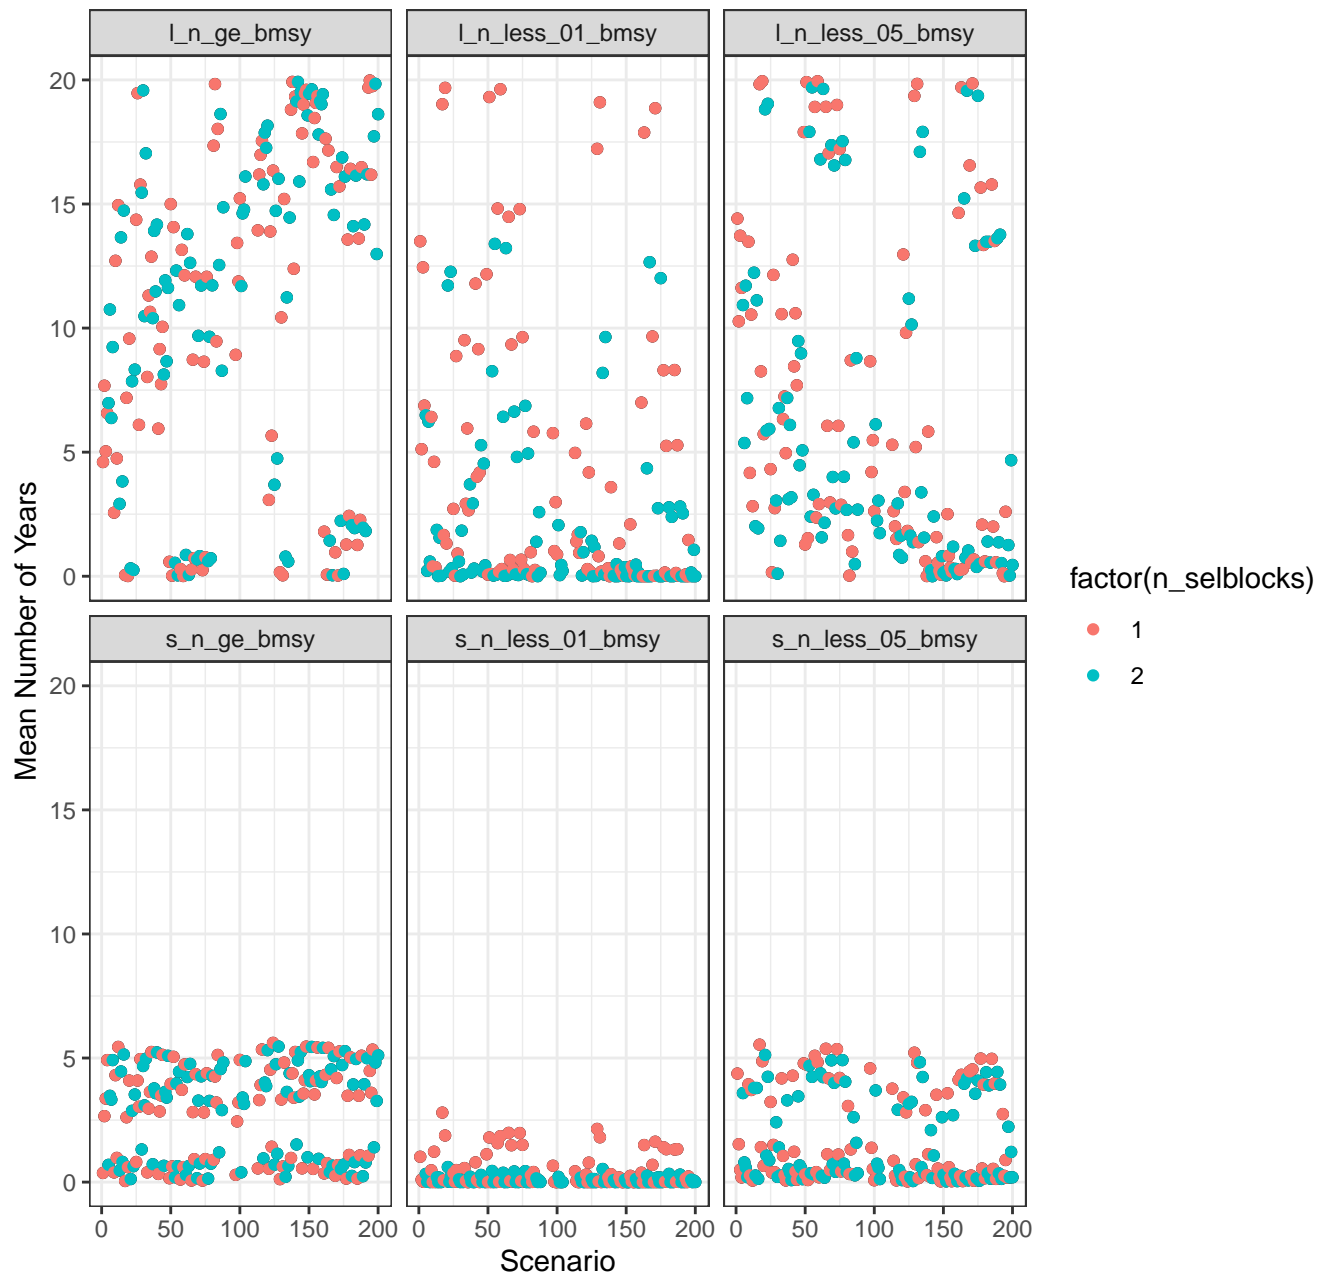 l_n_ge_bmsy l_n_less_01_bmsy l_n_less_05_bmsy
20
15
10
5
0
s_n_ge_bmsy s_n_less_01_bmsy s_n_less_05_bmsy
20
15
10
5
0
0 50 100 150 200 0 50 100 150 200 0 50 100 150 200
Scenario
Mean Number of Years
factor(n_selblocks)
1
2